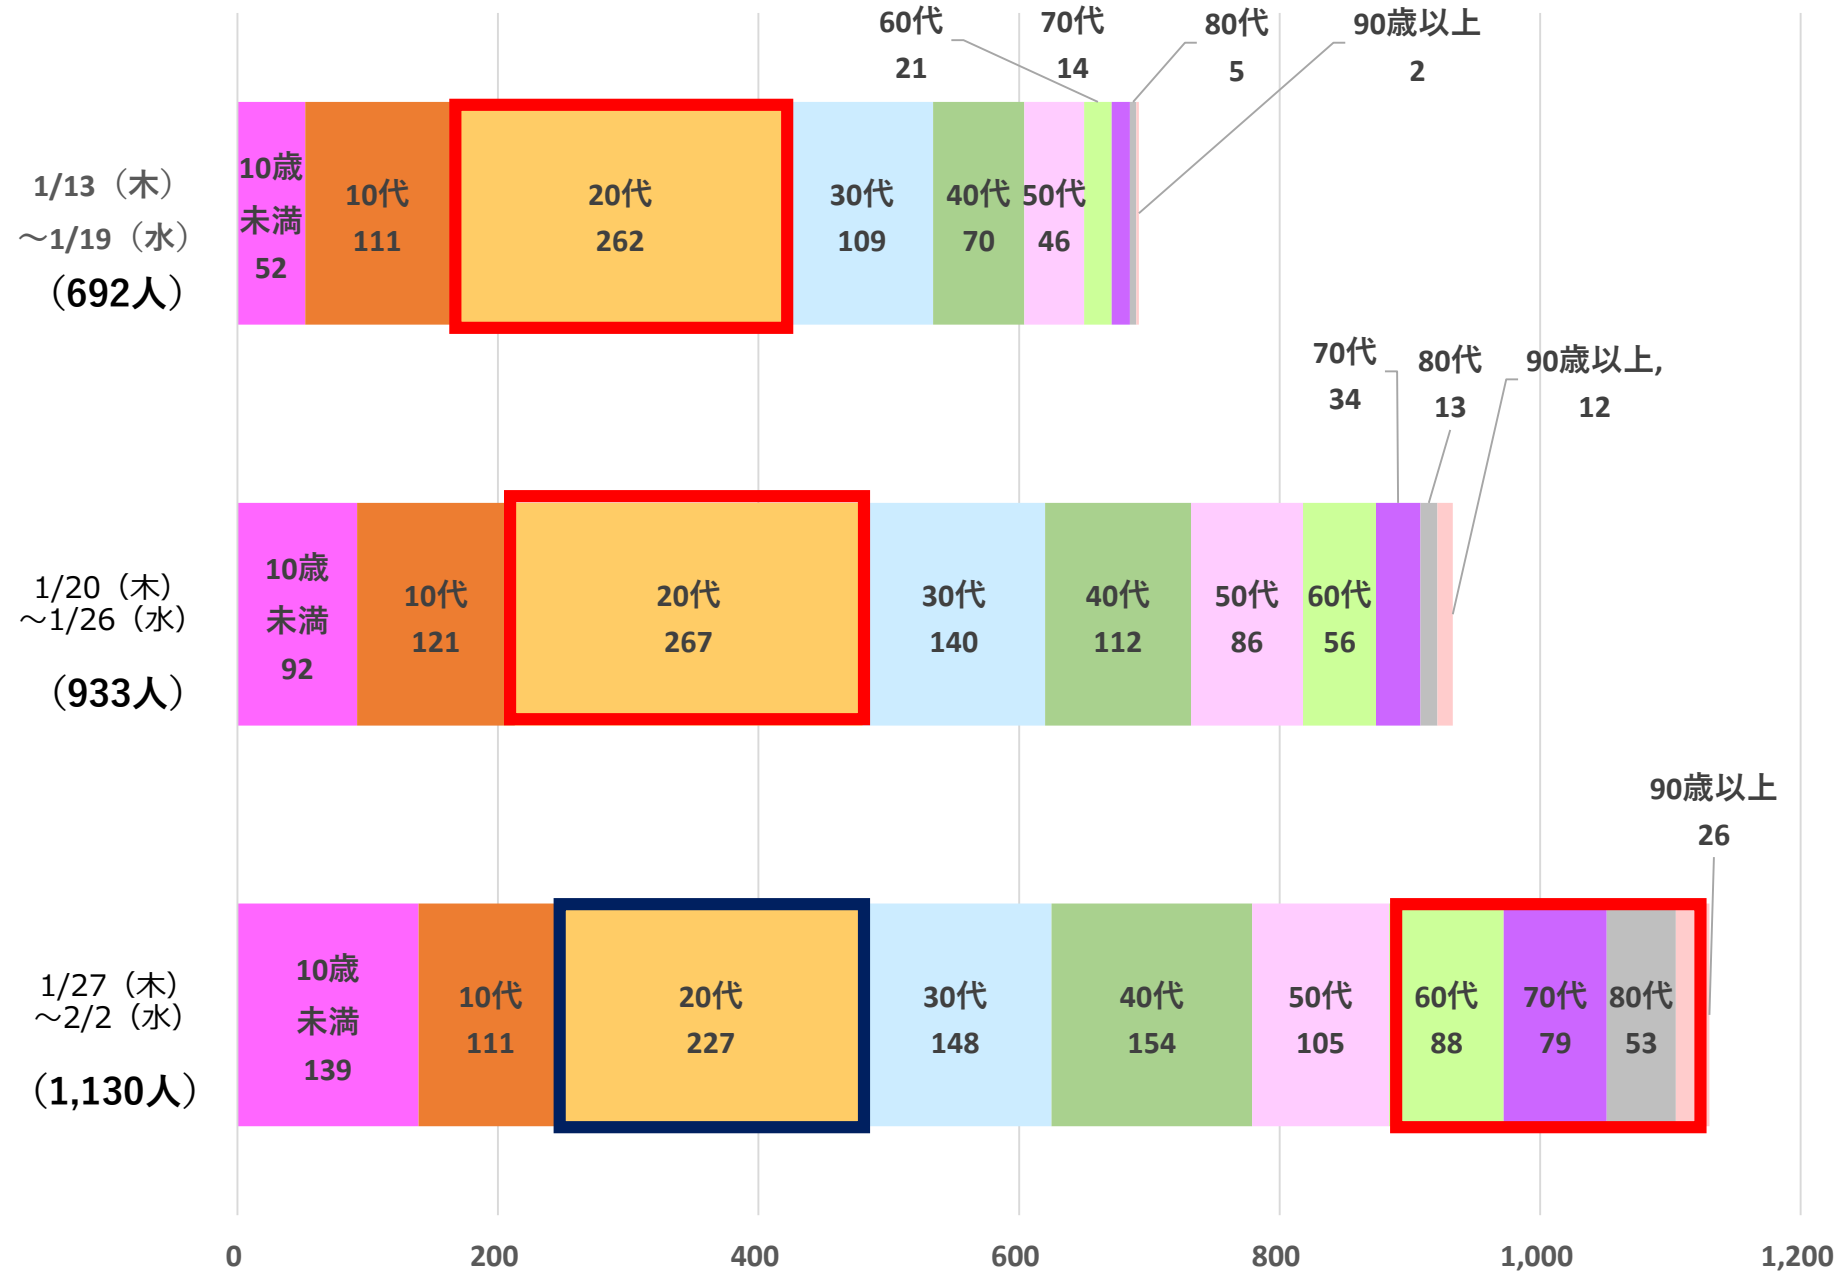 60代
21
70代
14
80代
5
90歳以上
2
1/13（木）
～1/19（水）
（692人）
10歳
未満
52
10代
111
20代
262
30代
109
40代
70
50代
46
70代
34
80代
13
90歳以上,
12
1/20（木）
～1/26（水）
（933人）
10歳
未満
92
10代
121
20代
267
30代
140
40代
112
50代
86
60代
56
90歳以上
26
1/27（木）
～2/2（水）
（1,130人）
10歳
未満
139
10代
111
20代
227
30代
148
40代
154
50代
105
60代
88
70代
79
80代
53
0
200
400
600
800
1,000
1,200